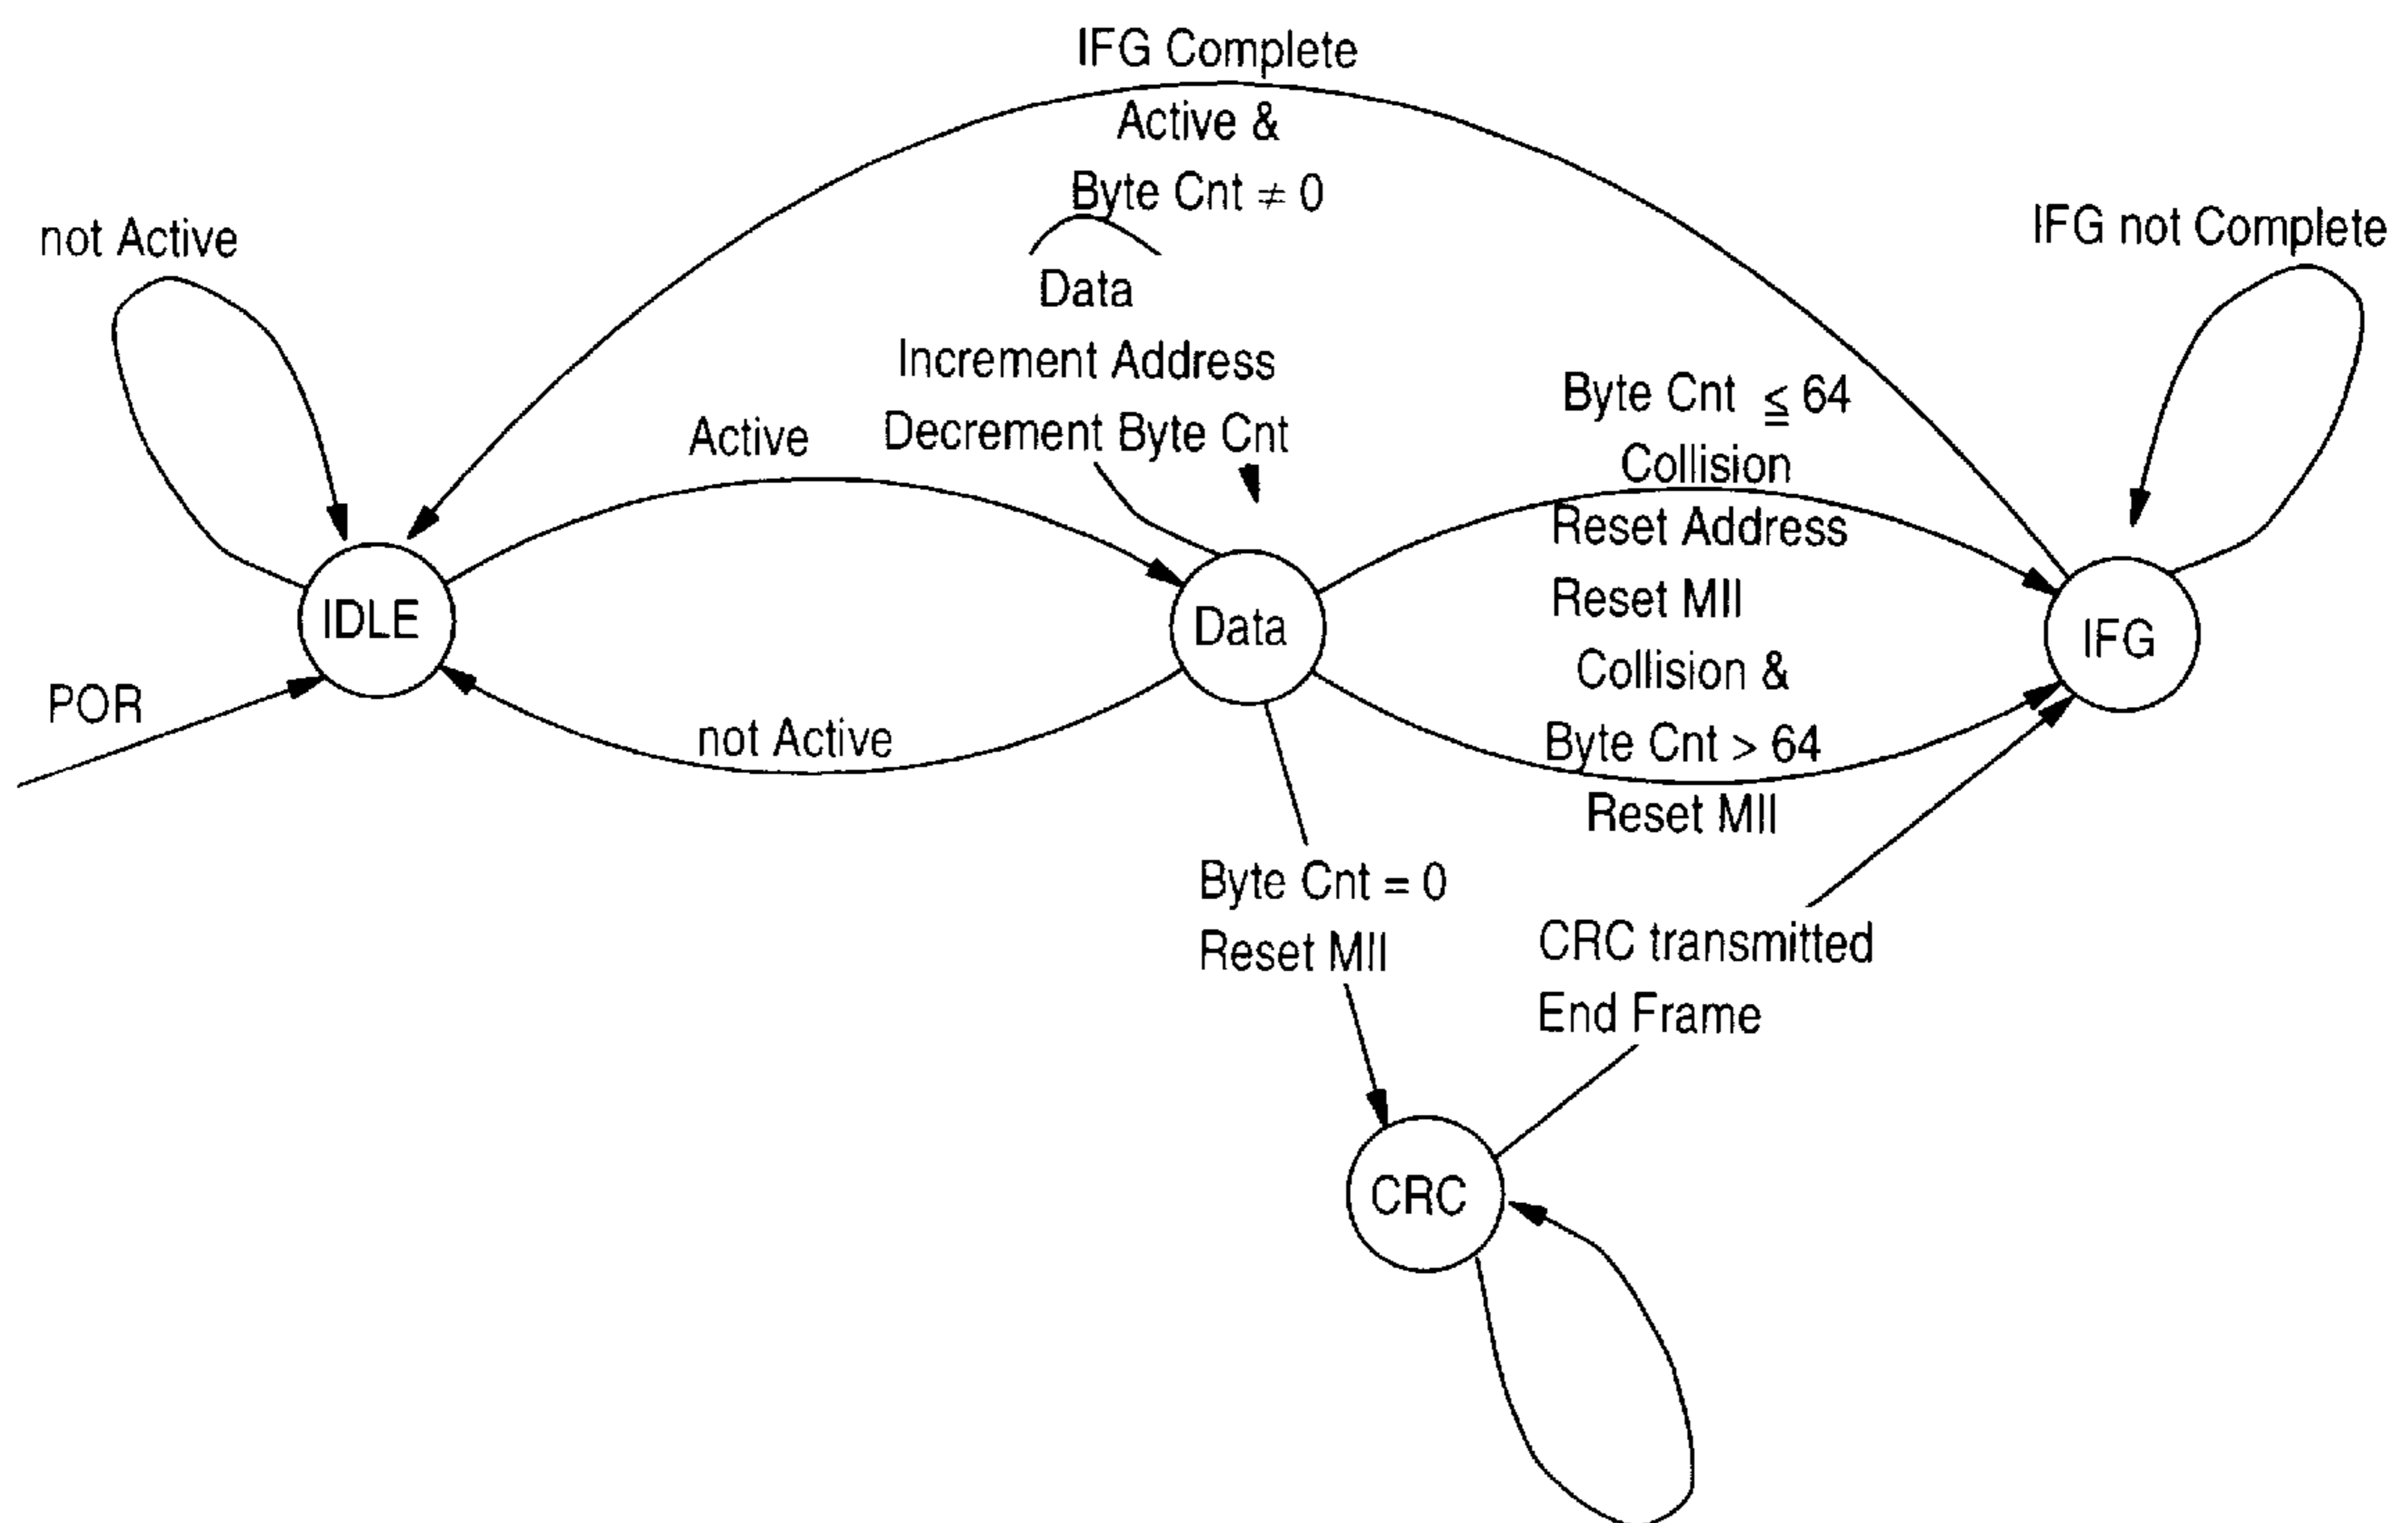 IFG Complete
Active &
Byte Cnt ≠ 0
not Active
IFG not Complete
Data
Increment Address
Decrement Byte Cnt
Active
Byte Cnt ≦ 64
Collision
Reset Address
Reset MII
IDLE
Data
IFG
Collision &
Byte Cnt > 64
Reset MII
POR
not Active
Byte Cnt = 0
Reset MII
CRC transmitted
End Frame
CRC